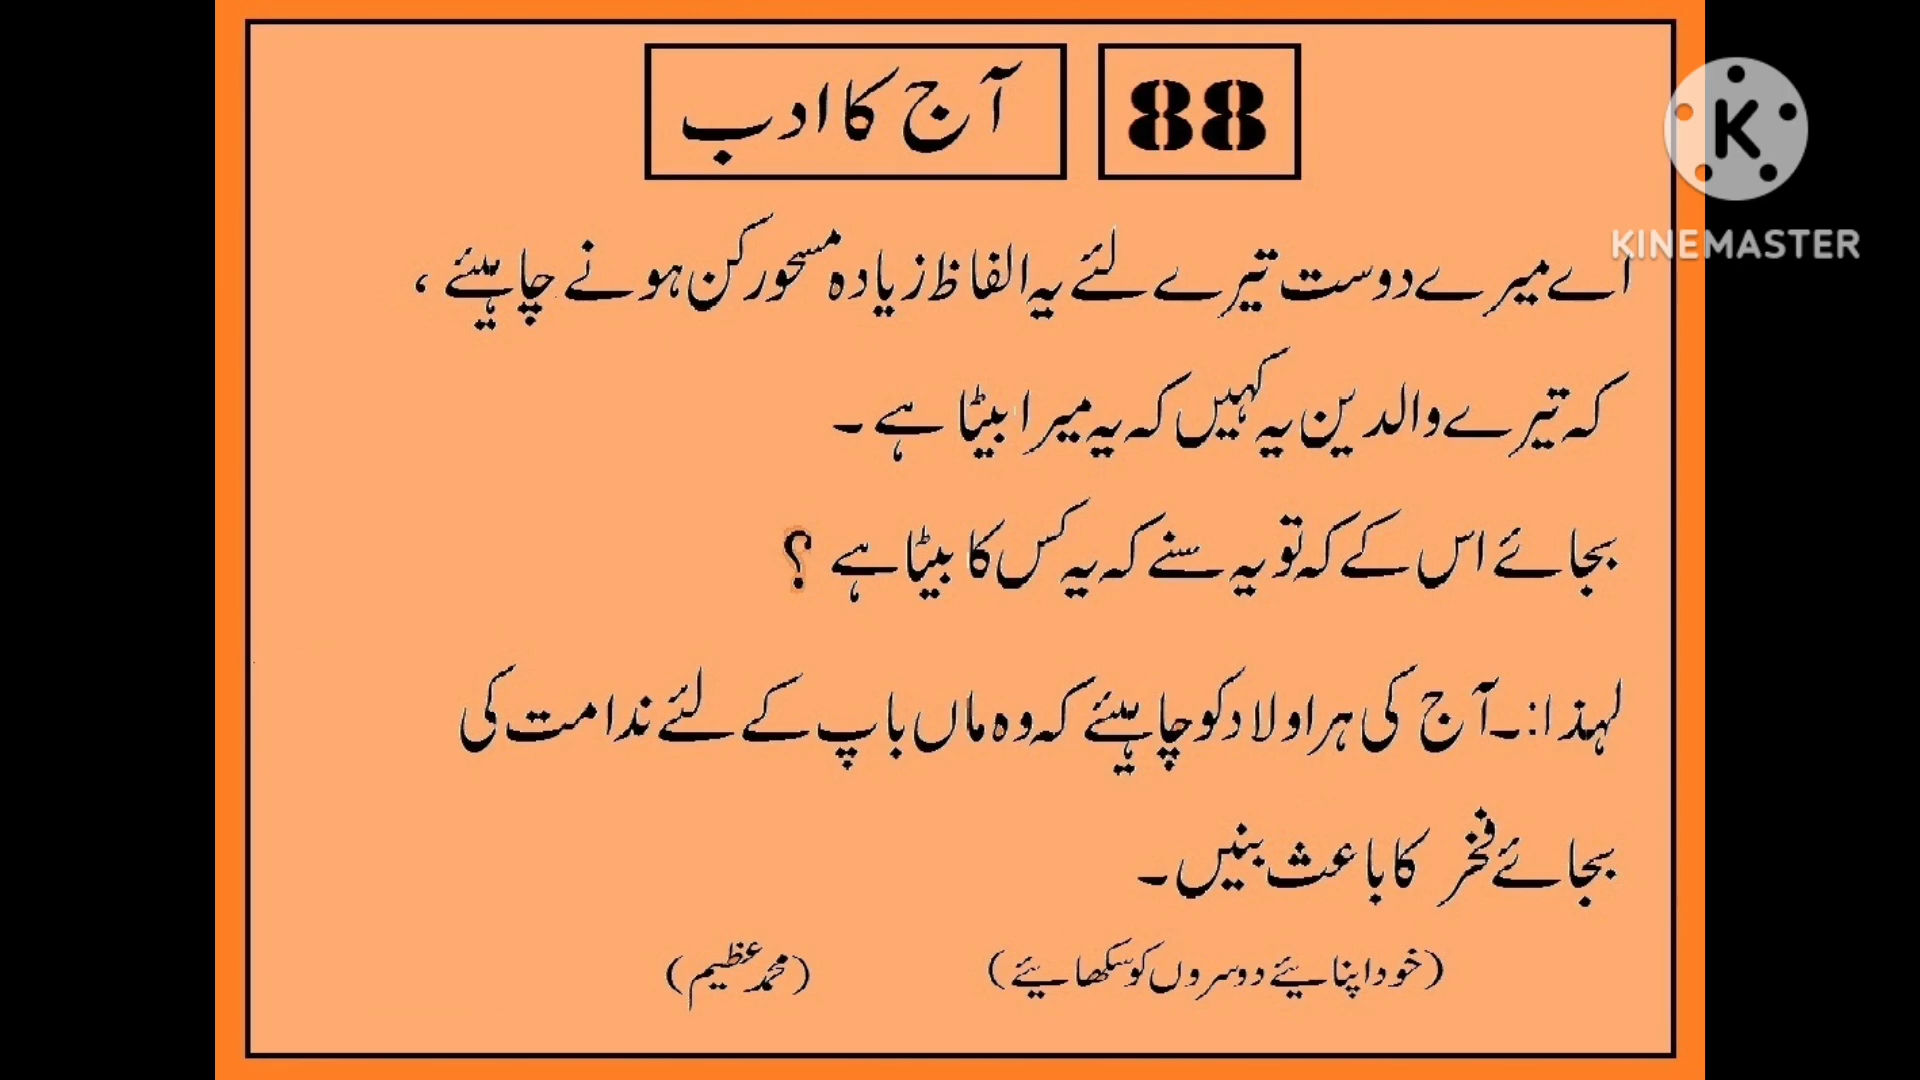 88 آج کا ادب
اے میرے دوست تیرے لئے یہ الفاظ زیادہ مسحور کن ہونے چاہیئے ،
کہ تیرے والدین یہ کہیں کہ یہ میرا بیٹا ہے ۔
بجائے اس کے کہ تو یہ سنے کہ یہ کس کا بیٹا ہے ؟
لہذا:۔ آج کی ہر اولاد کو چاہیئے کہ وہ ماں باپ کے لئے ندامت کی
بجائے فخر کا باعث بنیں ۔
(خود اپنایئے دوسروں کو سکھایئے) (محمد عظیم)
K
KINEMASTER